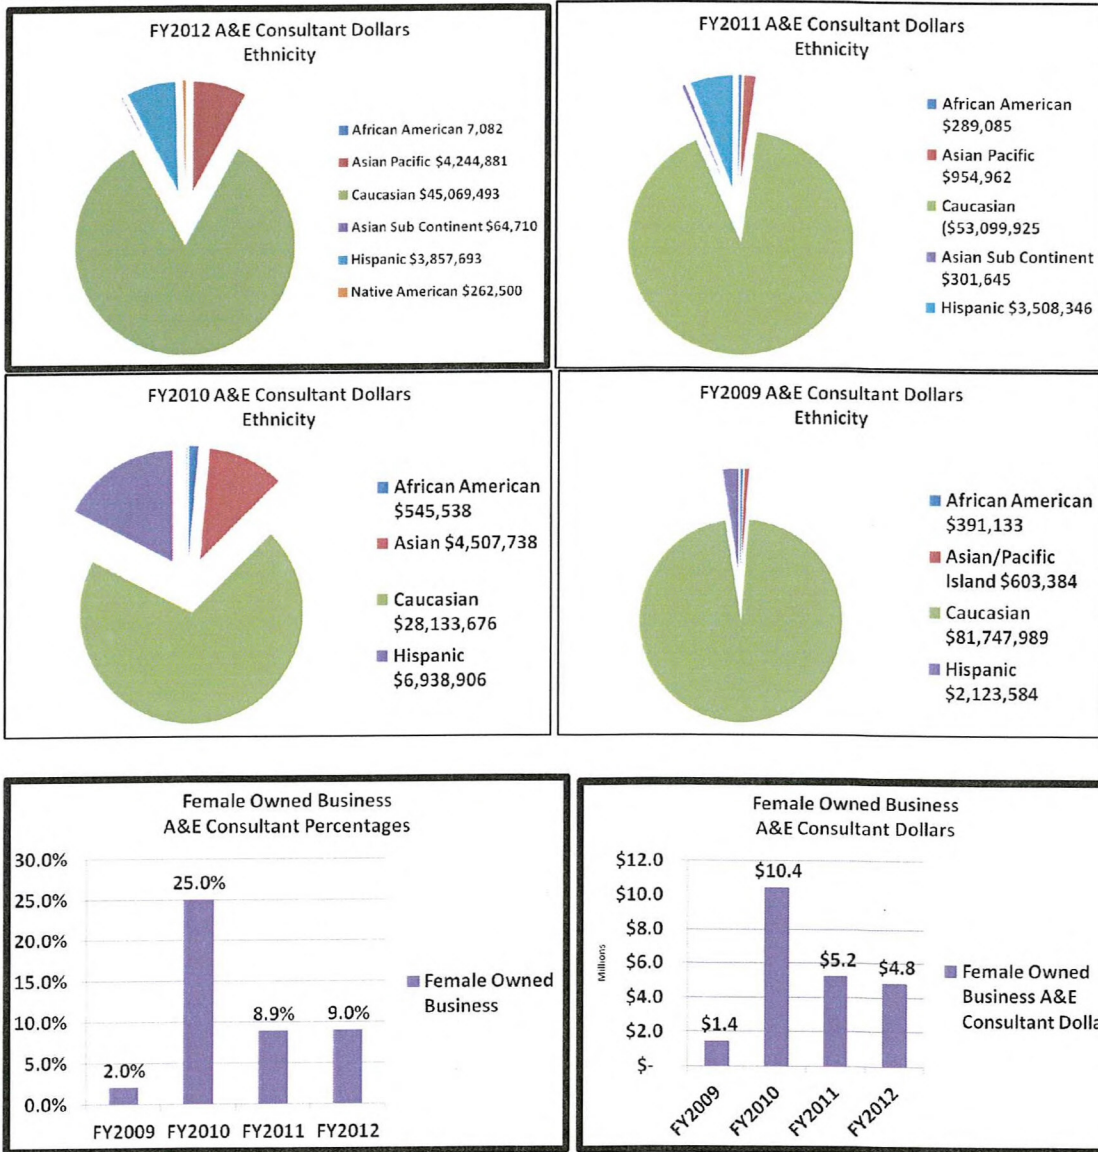 FY2012 A&E Consultant Dollars
Ethnicity
African American 7,082
Asian Pacific $4,244,881
Caucasian $45,069,493
Asian Sub Continent $64,710
Hispanic $3,857,693
Native American $262,500
FY2011 A&E Consultant Dollars
Ethnicity
African American
$289,085
Asian Pacific
$954,962
Caucasian
($53,099,925
Asian Sub Continent
$301,645
Hispanic $3,508,346
FY2010 A&E Consultant Dollars
Ethnicity
African American
$545,538
Asian $4,507,738
Caucasian
$28,133,676
Hispanic
$6,938,906
FY2009 A&E Consultant Dollars
Ethnicity
African American
$391,133
Asian/Pacific
Island $603,384
Caucasian
$81,747,989
Hispanic
$2,123,584
Female Owned Business
A&E Consultant Percentages
30.0%
25.0%
20.0%
15.0%
10.0%
5.0%
0.0%
2.0%
25.0%
8.9%
9.0%
FY2009 FY2010 FY2011 FY2012
Female Owned
Business
Female Owned Business
A&E Consultant Dollars
Millions
$12.0
$10.0
$8.0
$6.0
$4.0
$2.0
$-
$1.4
$10.4
$5.2
$4.8
FY2009
FY2010
FY2011
FY2012
Female Owned
Business A&E
Consultant Dolla